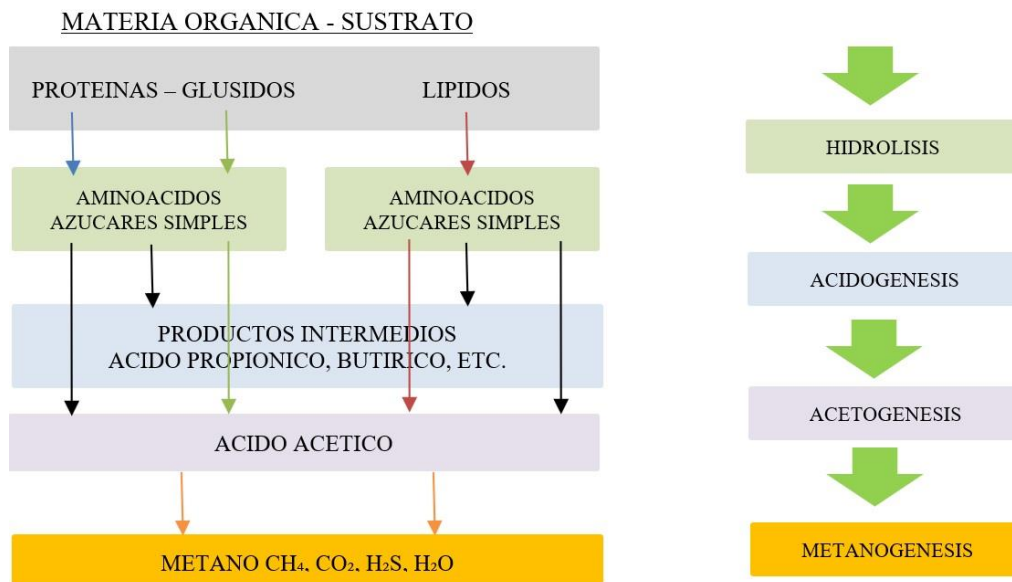 MATERIA ORGANICA - SUSTRATO
PROTEINAS – GLUSIDOS
LIPIDOS
AMINOACIDOS
AZUCARES SIMPLES
AMINOACIDOS
AZUCARES SIMPLES
PRODUCTOS INTERMEDIOS
ACIDO PROPIONICO, BUTIRICO, ETC.
ACIDO ACETICO
METANO CH₄, CO₂, H₂S, H₂O
HIDROLISIS
ACIDOGENESIS
ACETOGENESIS
METANOGENESIS